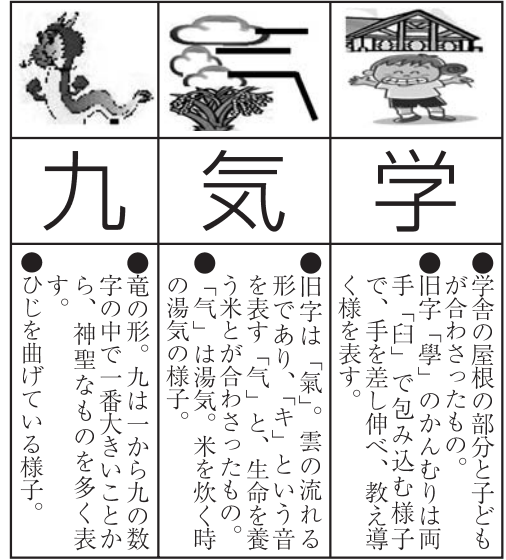 学
●学舎の屋根の部分と子ども
が合わさったもの。
●旧字「學」のかんむりは両
手「臼」で包み込む様子
で、手を差し伸べ、教え導
く様を表す。
気
●旧字は「氣」。雲の流れる
形であり、「キ」という音
を表す「气」と、生命を養
う米とが合わさったもの。
●「气」は湯気。米を炊く時
の湯気の様子。
九
●竜の形。九は一から九の数
字の中で一番大きいことか
ら、神聖なものを多く表
す。
●ひじを曲げている様子。